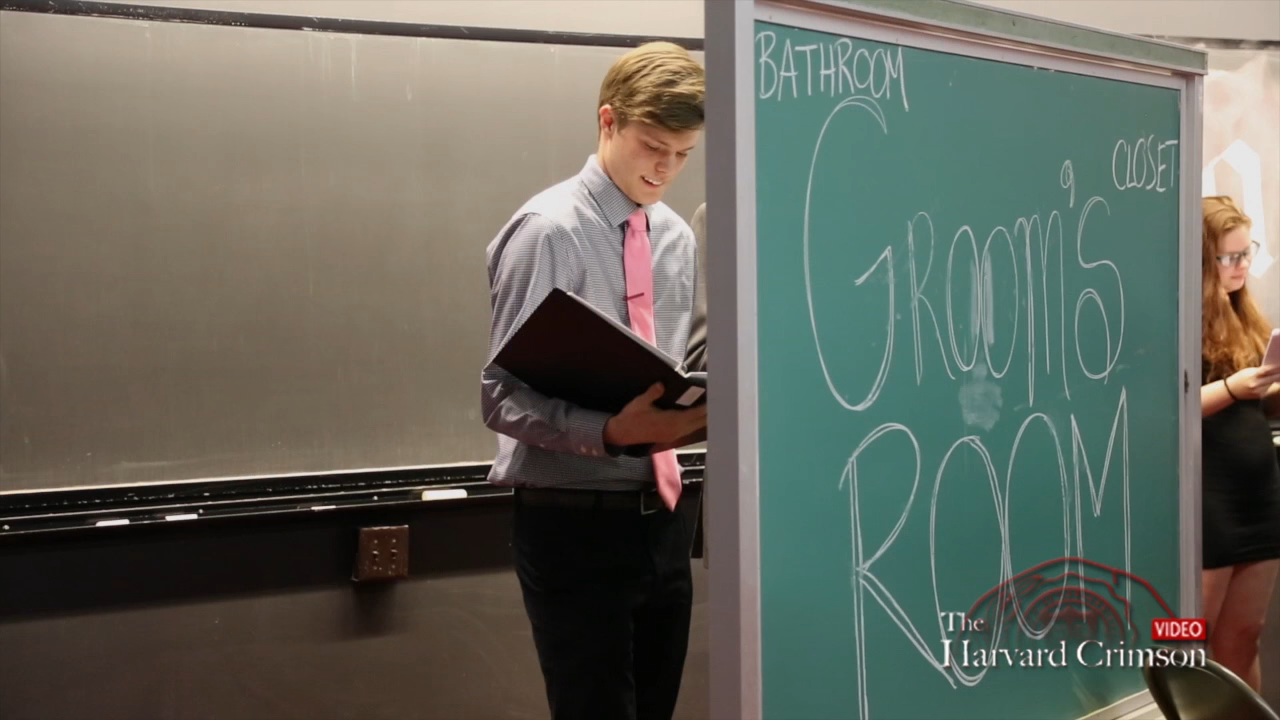 BATHROOM
CLOSET
GROOM'S
ROOM
The
VIDEO
Harvard Crimson